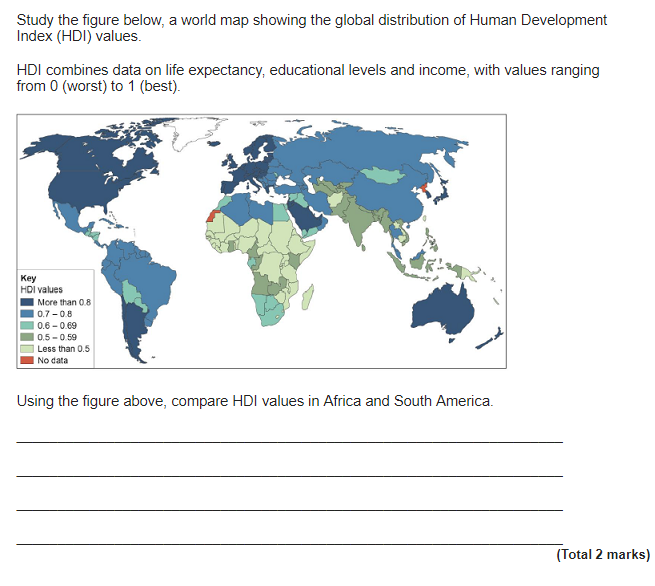 Study the figure below, a world map showing the global distribution of Human Development
Index (HDI) values.
HDI combines data on life expectancy, educational levels and income, with values ranging
from 0 (worst) to 1 (best).
Key
HDI values
More than 0.8
0.7 – 0.8
0.6 – 0.69
0.5 – 0.59
Less than 0.5
No data
Using the figure above, compare HDI values in Africa and South America.
(Total 2 marks)